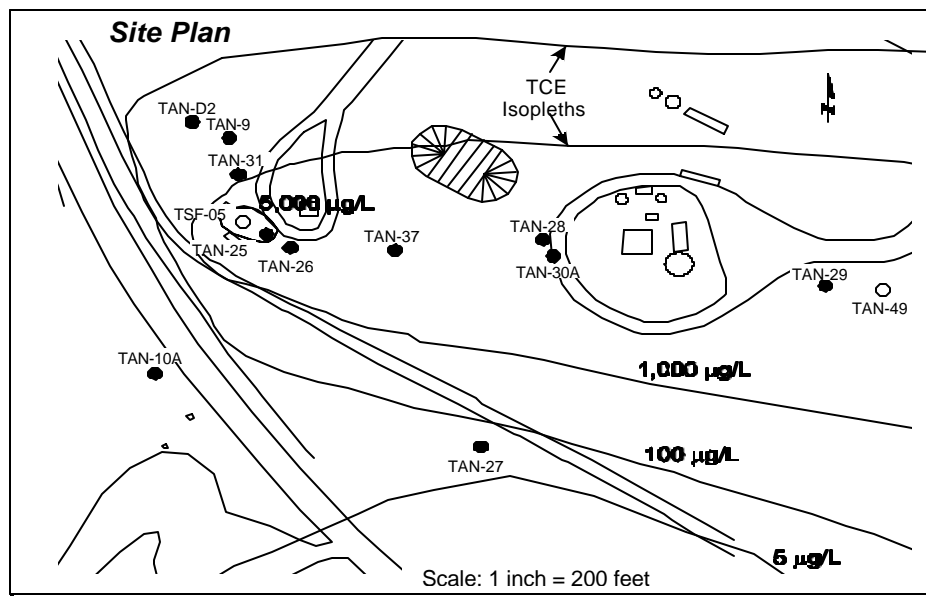 Site Plan
TCE
Isopleths
TAN-D2
TAN-9
TAN-31
5,000 µg/L
TSF-05
TAN-25
TAN-26
TAN-37
TAN-28
TAN-30A
TAN-29
TAN-49
TAN-10A
1,000 µg/L
100 µg/L
TAN-27
5 µg/L
Scale: 1 inch = 200 feet